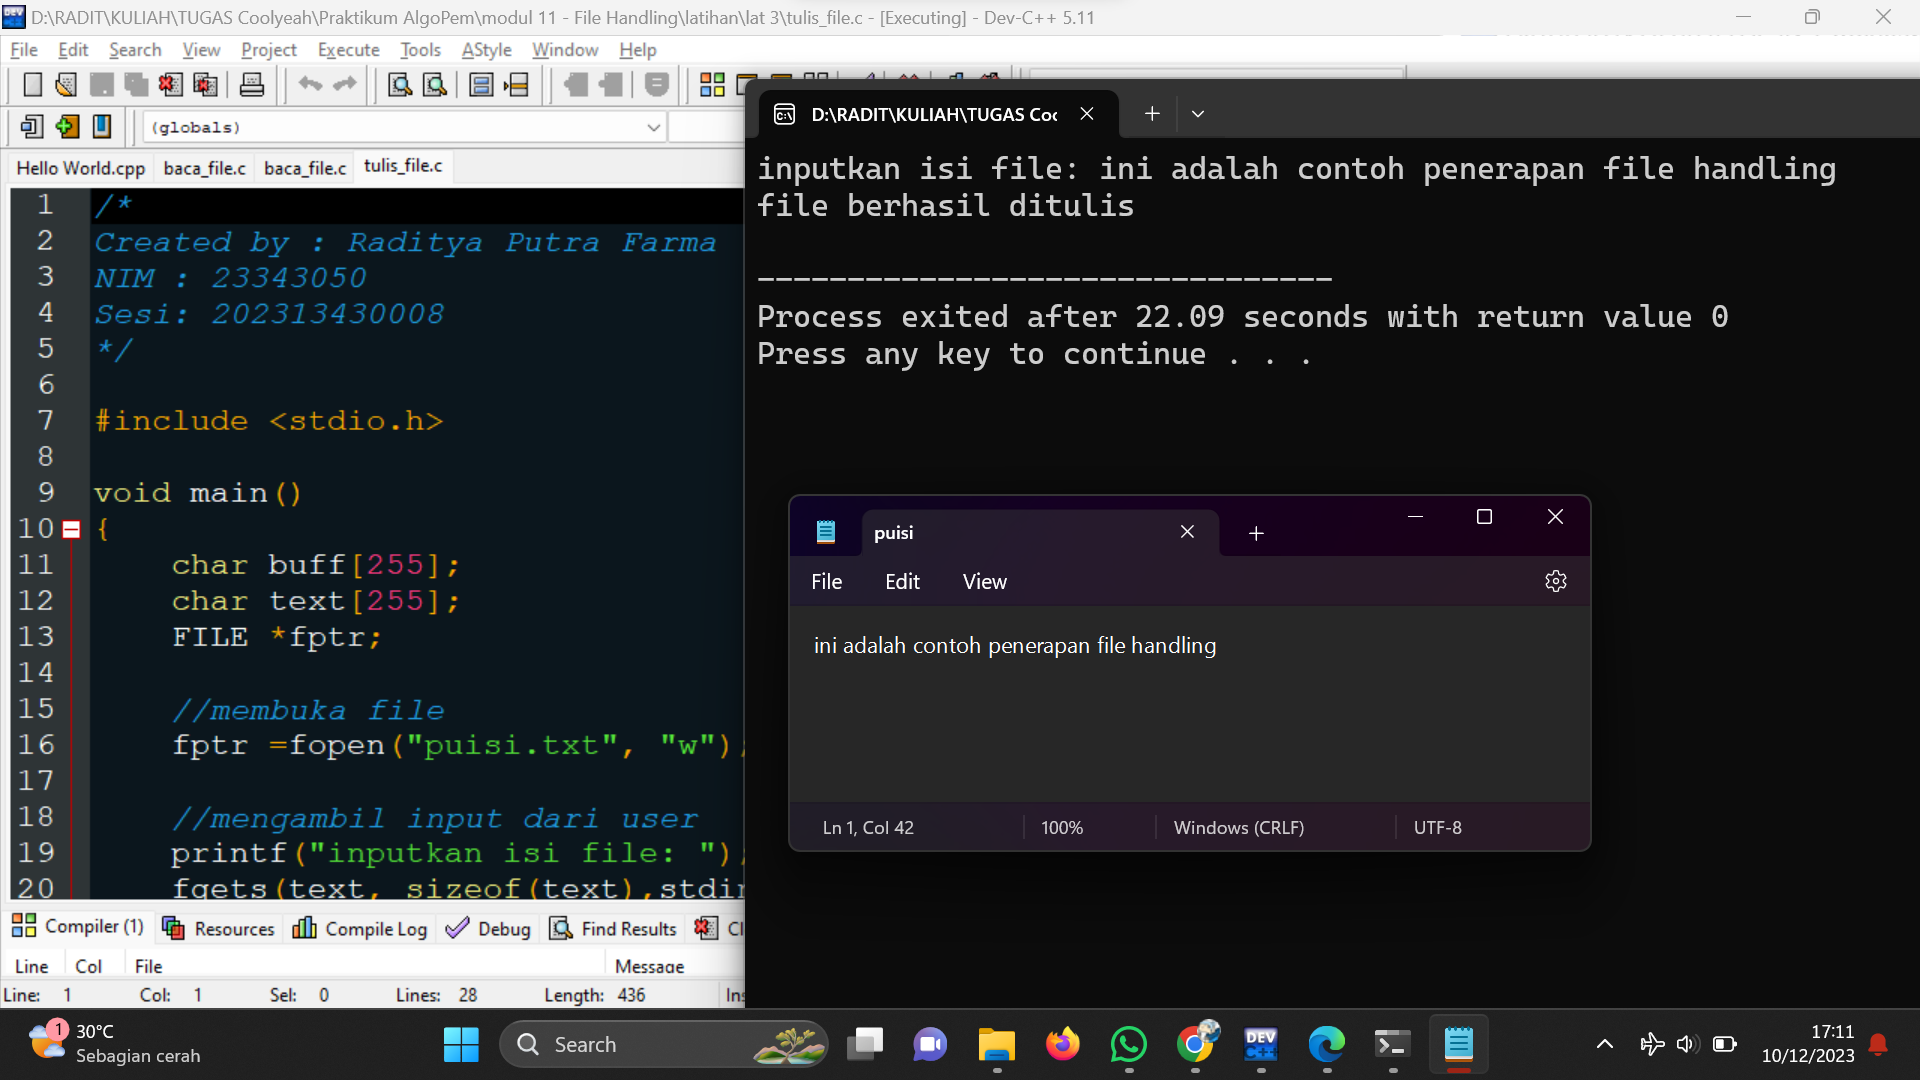 D:\RADIT\KULIAH\TUGAS Coolyeah\Praktikum AlgoPem\modul 11 - File Handling\latihan\lat 3\tulis_file.c - [Executing] - Dev-C++ 5.11
File Edit Search View Project Execute Tools AStyle Window Help
(globals)
Hello World.cpp baca_file.c baca_file.c tulis_file.c
1 /*
2 Created by : Raditya Putra Farma
3 NIM : 23343050
4 Sesi: 202313430008
5 */
6
7 #include <stdio.h>
8
9 void main()
10 {
11 char buff[255];
12 char text[255];
13 FILE *fptr;
14
15 //membuka file
16 fptr =fopen("puisi.txt", "w");
17
18 //mengambil input dari user
19 printf("inputkan isi file: ");
20 fgets(text, sizeof(text),stdin
Compiler (1) Resources Compile Log Debug Find Results Cl
Line Col File Message
Line: 1 Col: 1 Sel: 0 Lines: 28 Length: 436 Ins
D:\RADIT\KULIAH\TUGAS Coc
inputkan isi file: ini adalah contoh penerapan file handling
file berhasil ditulis
--------------------------------
Process exited after 22.09 seconds with return value 0
Press any key to continue . . .
puisi
File Edit View
ini adalah contoh penerapan file handling
Ln 1, Col 42 100% Windows (CRLF) UTF-8
1
30°C
Sebagian cerah
Search
DEV C++
17:11
10/12/2023